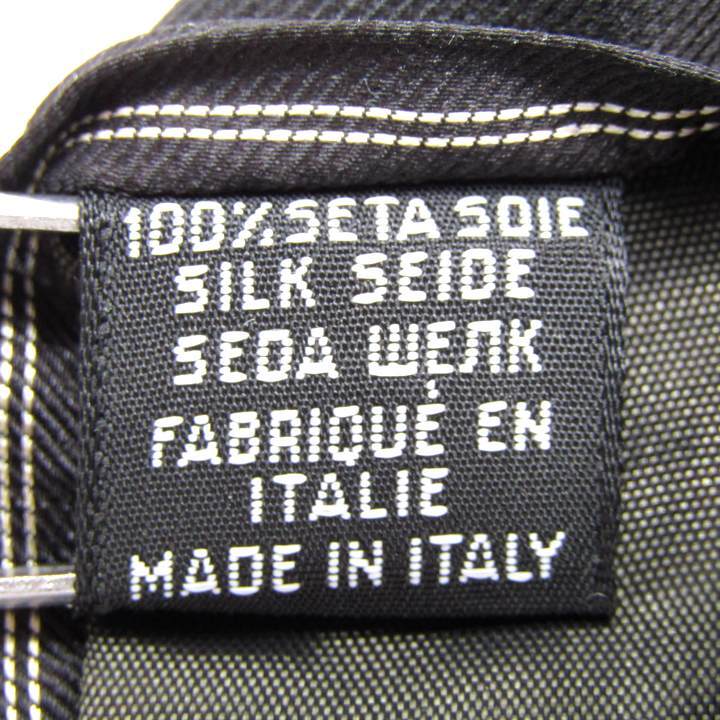 100% SETA SOIE
SILK SEIDE
SEDA ШЕЛК
FABRIQUÉ EN
ITALIE
MADE IN ITALY